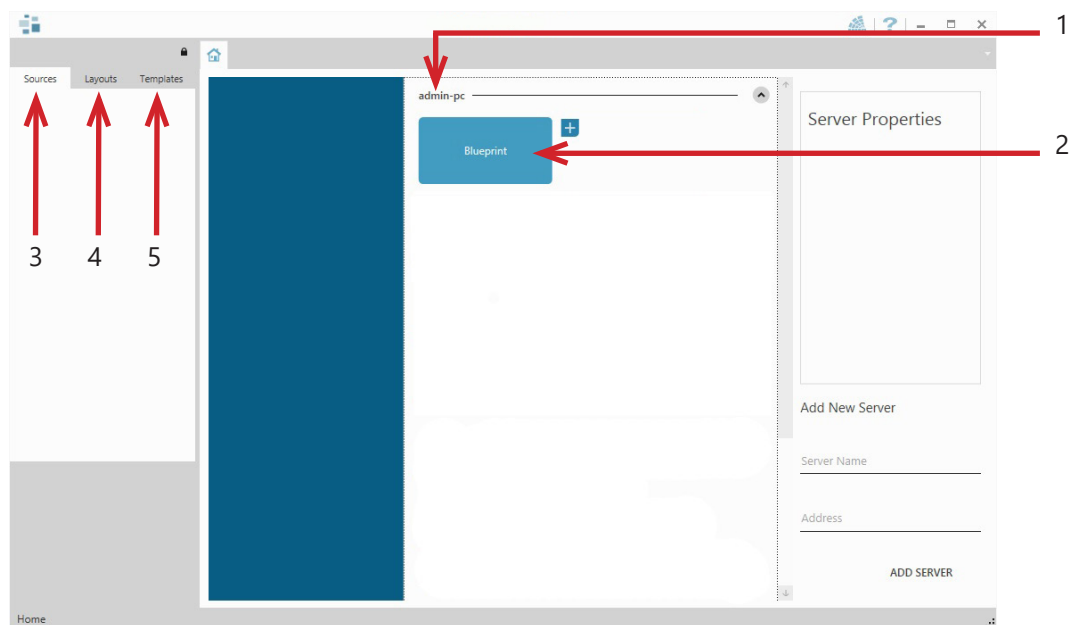 1
?
Sources Layouts Templates
admin-pc
Server Properties
Blueprint
2
3 4 5
Add New Server
Server Name
Address
ADD SERVER
Home